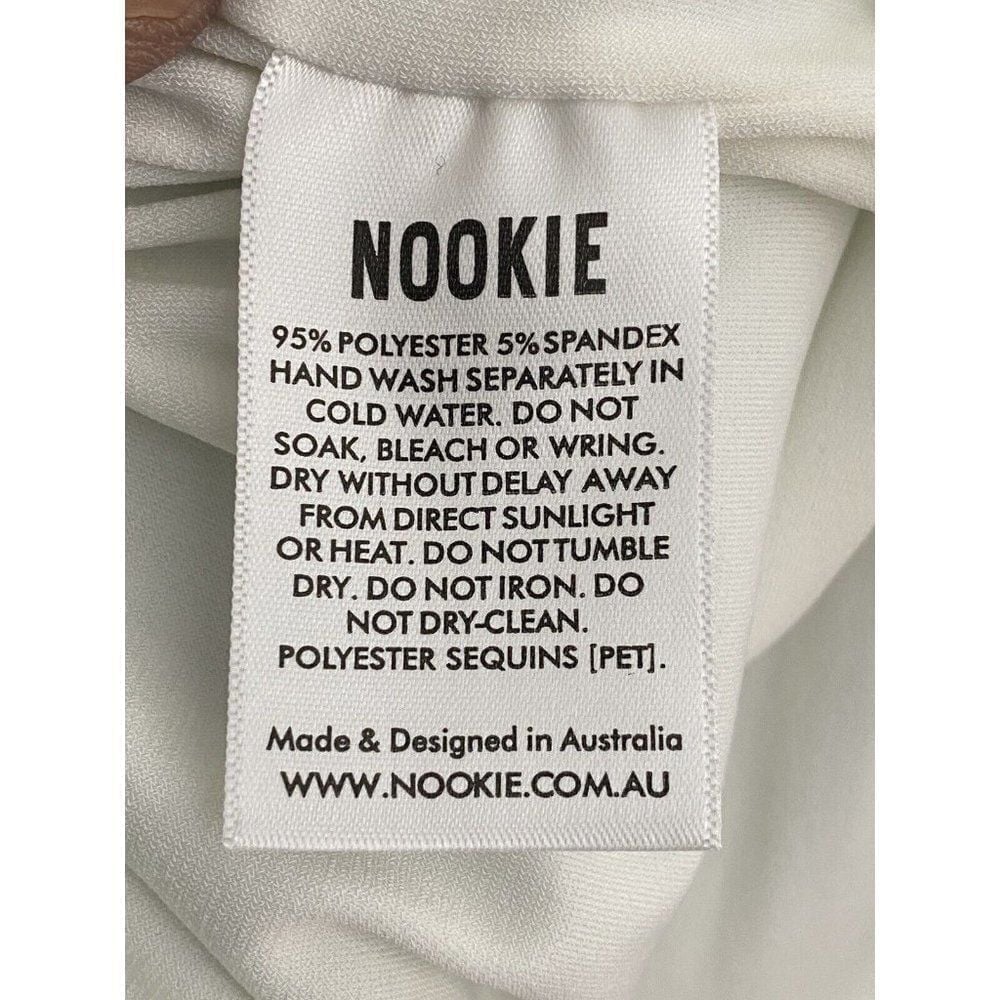 NOOKIE
95% POLYESTER 5% SPANDEX
HAND WASH SEPARATELY IN
COLD WATER. DO NOT
SOAK, BLEACH OR WRING.
DRY WITHOUT DELAY AWAY
FROM DIRECT SUNLIGHT
OR HEAT. DO NOT TUMBLE
DRY. DO NOT IRON. DO
NOT DRY-CLEAN.
POLYESTER SEQUINS [PET].
Made & Designed in Australia
WWW.NOOKIE.COM.AU